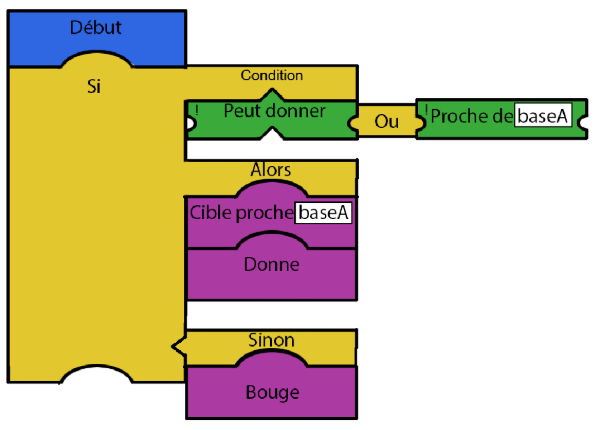 Début
Si
Condition
! Peut donner Ou ! Proche de baseA
Alors
Cible proche baseA
Donne
Sinon
Bouge